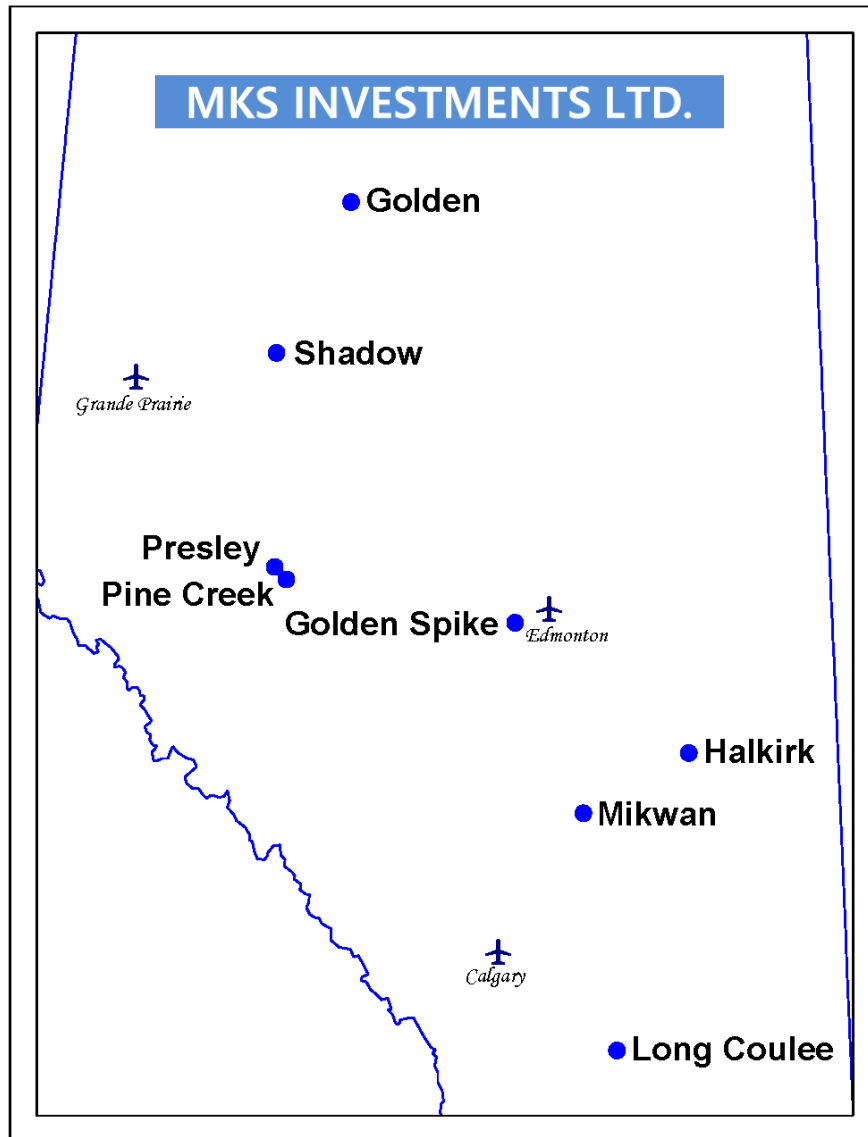 MKS INVESTMENTS LTD.
Golden
Shadow
Grande Prairie
Presley
Pine Creek
Golden Spike
Edmonton
Halkirk
Mikwan
Calgary
Long Coulee